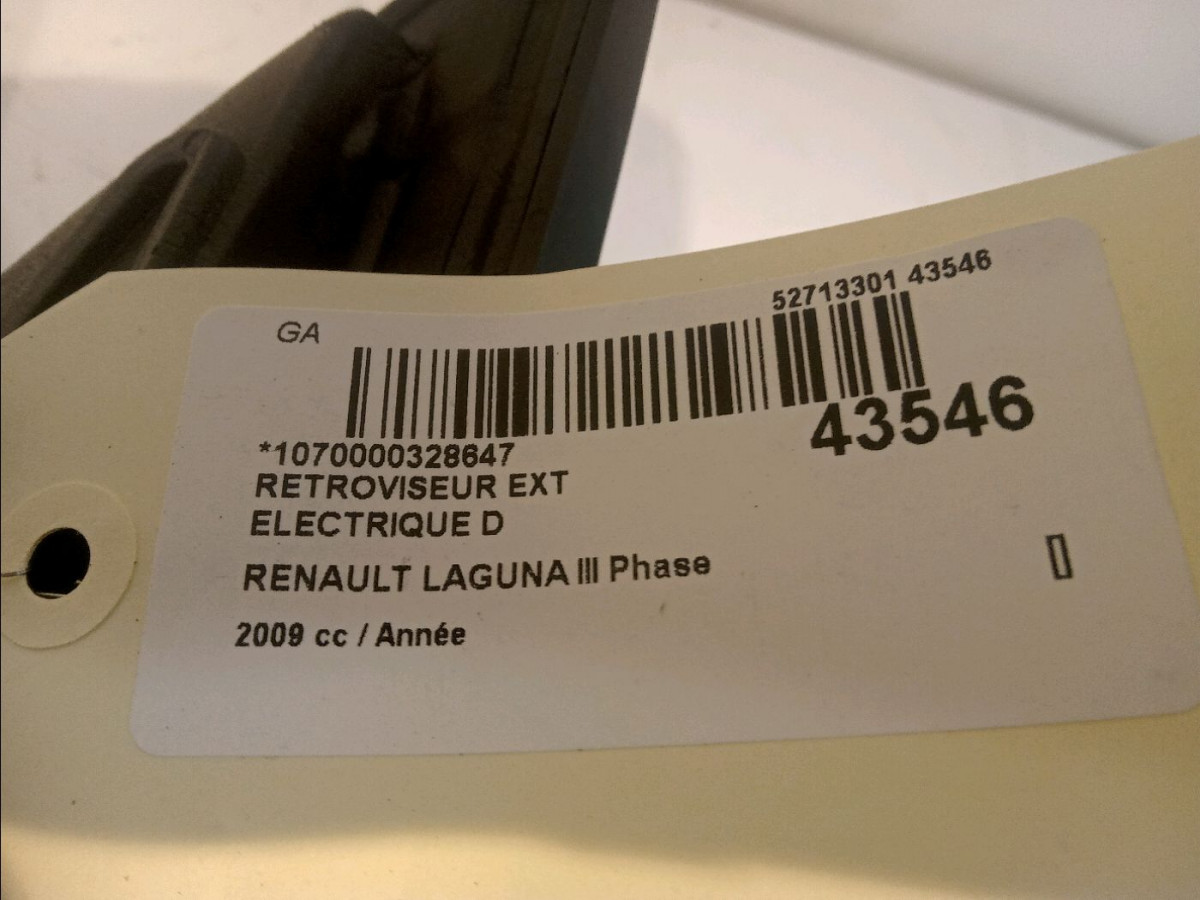 GA
52713301 43546
43546
*1070000328647
RETROVISEUR EXT
ELECTRIQUE D
RENAULT LAGUNA III Phase
2009 cc / Année